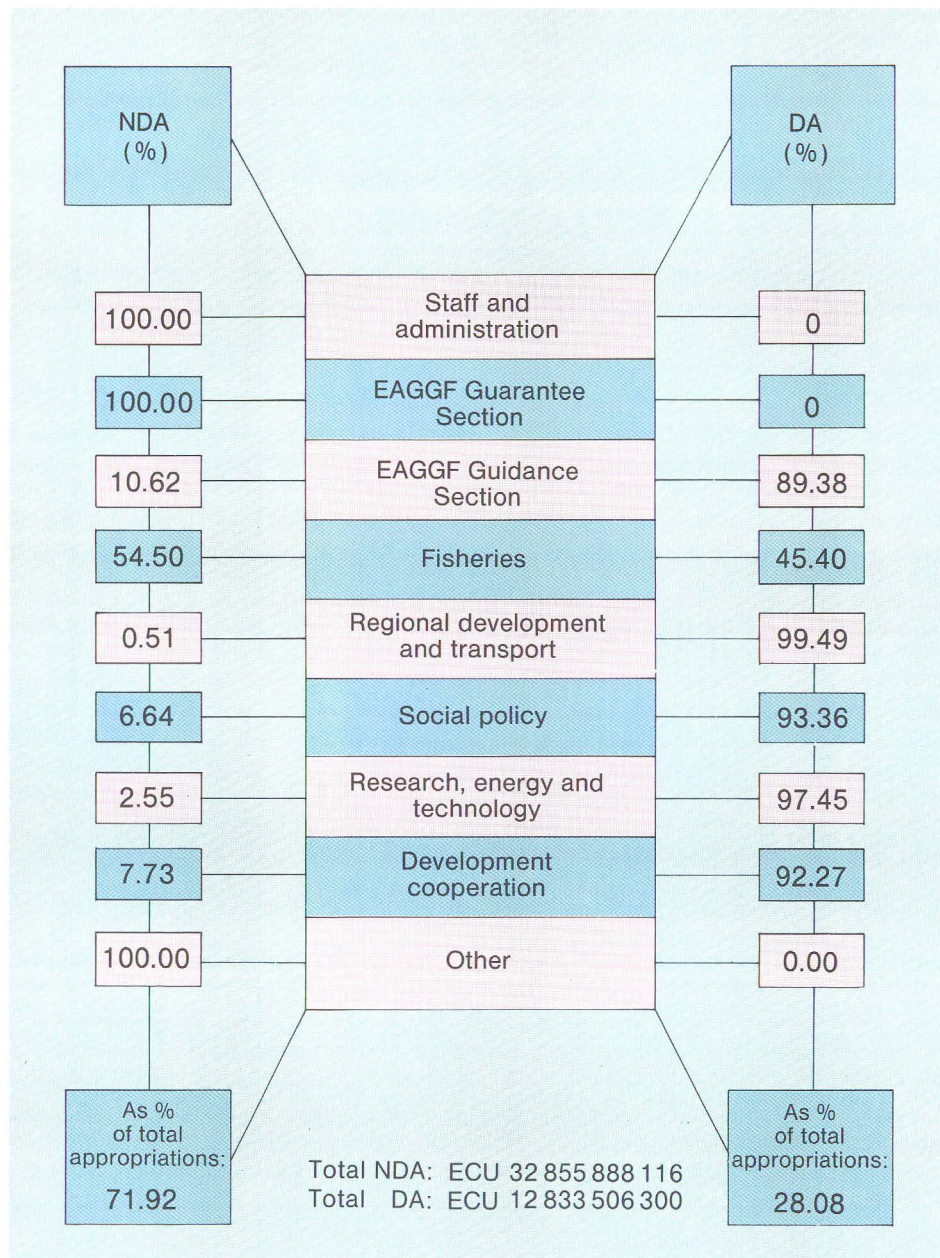 NDA
(%)
DA
(%)
100.00
Staff and
administration
0
100.00
EAGGF Guarantee
Section
0
10.62
EAGGF Guidance
Section
89.38
54.50
Fisheries
45.40
0.51
Regional development
and transport
99.49
6.64
Social policy
93.36
2.55
Research, energy and
technology
97.45
7.73
Development
cooperation
92.27
100.00
Other
0.00
As %
of total
appropriations:
71.92
Total NDA: ECU 32 855 888 116
Total DA: ECU 12 833 506 300
As %
of total
appropriations:
28.08